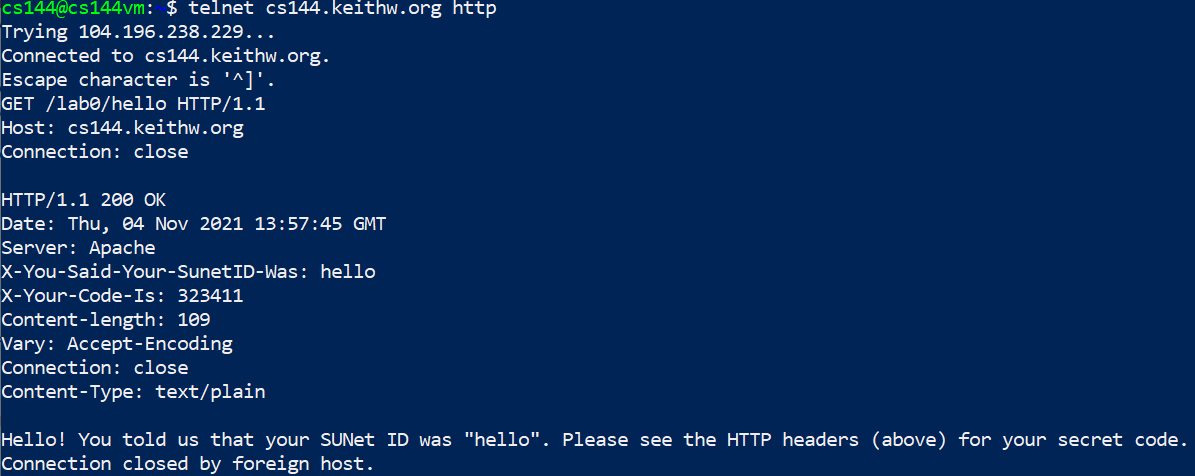 cs144@cs144vm:~$ telnet cs144.keithw.org http
Trying 104.196.238.229...
Connected to cs144.keithw.org.
Escape character is '^]'.
GET /lab0/hello HTTP/1.1
Host: cs144.keithw.org
Connection: close

HTTP/1.1 200 OK
Date: Thu, 04 Nov 2021 13:57:45 GMT
Server: Apache
X-You-Said-Your-SunetID-Was: hello
X-Your-Code-Is: 323411
Content-length: 109
Vary: Accept-Encoding
Connection: close
Content-Type: text/plain

Hello! You told us that your SUNet ID was "hello". Please see the HTTP headers (above) for your secret code.
Connection closed by foreign host.